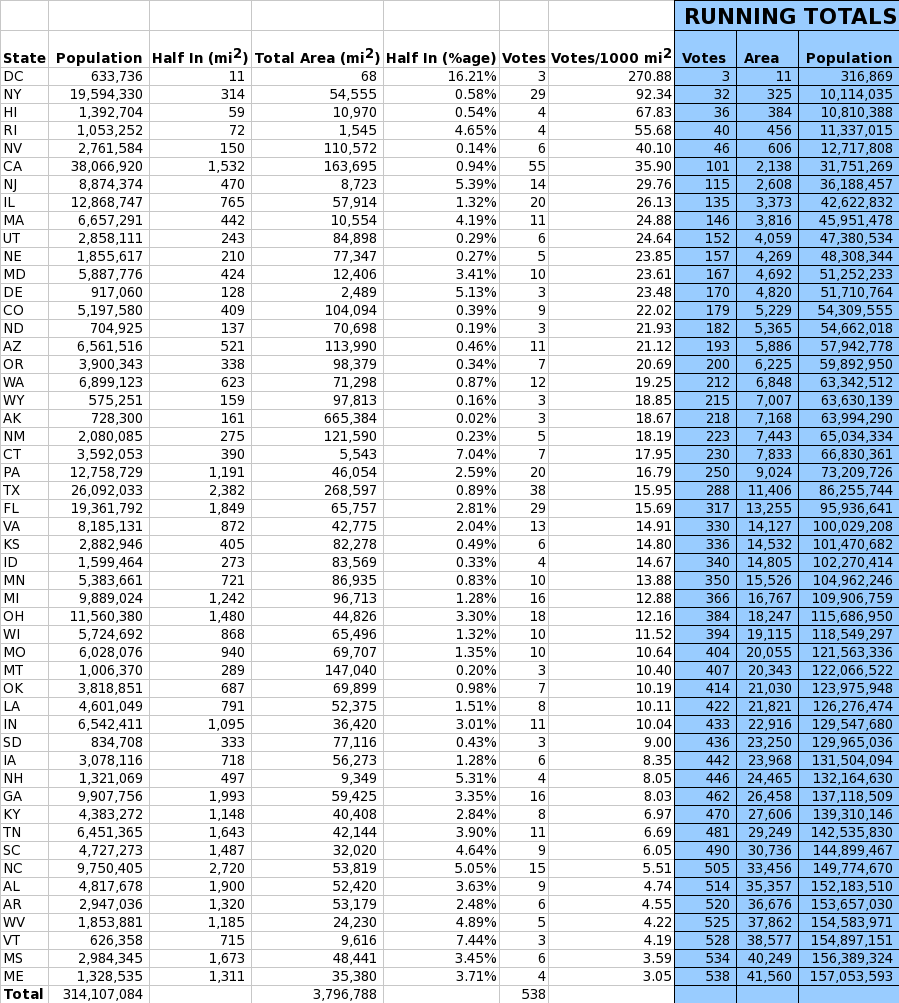 RUNNING TOTALS
State Population Half In (mi2) Total Area (mi2) Half In (%age) Votes Votes/1000 mi2 Votes Area Population
DC 633,736 11 68 16.21% 3 270.88 3 11 316,869
NY 19,594,330 314 54,555 0.58% 29 92.34 32 325 10,114,035
HI 1,392,704 59 10,970 0.54% 4 67.83 36 384 10,810,388
RI 1,053,252 72 1,545 4.65% 4 55.68 40 456 11,337,015
NV 2,761,584 150 110,572 0.14% 6 40.10 46 606 12,717,808
CA 38,066,920 1,532 163,695 0.94% 55 35.90 101 2,138 31,751,269
NJ 8,874,374 470 8,723 5.39% 14 29.76 115 2,608 36,188,457
IL 12,868,747 765 57,914 1.32% 20 26.13 135 3,373 42,622,832
MA 6,657,291 442 10,554 4.19% 11 24.88 146 3,816 45,951,478
UT 2,858,111 243 84,898 0.29% 6 24.64 152 4,059 47,380,534
NE 1,855,617 210 77,347 0.27% 5 23.85 157 4,269 48,308,344
MD 5,887,776 424 12,406 3.41% 10 23.61 167 4,692 51,252,233
DE 917,060 128 2,489 5.13% 3 23.48 170 4,820 51,710,764
CO 5,197,580 409 104,094 0.39% 9 22.02 179 5,229 54,309,555
ND 704,925 137 70,698 0.19% 3 21.93 182 5,365 54,662,018
AZ 6,561,516 521 113,990 0.46% 11 21.12 193 5,886 57,942,778
OR 3,900,343 338 98,379 0.34% 7 20.69 200 6,225 59,892,950
WA 6,899,123 623 71,298 0.87% 12 19.25 212 6,848 63,342,512
WY 575,251 159 97,813 0.16% 3 18.85 215 7,007 63,630,139
AK 728,300 161 665,384 0.02% 3 18.67 218 7,168 63,994,290
NM 2,080,085 275 121,590 0.23% 5 18.19 223 7,443 65,034,334
CT 3,592,053 390 5,543 7.04% 7 17.95 230 7,833 66,830,361
PA 12,758,729 1,191 46,054 2.59% 20 16.79 250 9,024 73,209,726
TX 26,092,033 2,382 268,597 0.89% 38 15.95 288 11,406 86,255,744
FL 19,361,792 1,849 65,757 2.81% 29 15.69 317 13,255 95,936,641
VA 8,185,131 872 42,775 2.04% 13 14.91 330 14,127 100,029,208
KS 2,882,946 405 82,278 0.49% 6 14.80 336 14,532 101,470,682
ID 1,599,464 273 83,569 0.33% 4 14.67 340 14,805 102,270,414
MN 5,383,661 721 86,935 0.83% 10 13.88 350 15,526 104,962,246
MI 9,889,024 1,242 96,713 1.28% 16 12.88 366 16,767 109,906,759
OH 11,560,380 1,480 44,826 3.30% 18 12.16 384 18,247 115,686,950
WI 5,724,692 868 65,496 1.32% 10 11.52 394 19,115 118,549,297
MO 6,028,076 940 69,707 1.35% 10 10.64 404 20,055 121,563,336
MT 1,006,370 289 147,040 0.20% 3 10.40 407 20,343 122,066,522
OK 3,818,851 687 69,899 0.98% 7 10.19 414 21,030 123,975,948
LA 4,601,049 791 52,375 1.51% 8 10.11 422 21,821 126,276,474
IN 6,542,411 1,095 36,420 3.01% 11 10.04 433 22,916 129,547,680
SD 834,708 333 77,116 0.43% 3 9.00 436 23,250 129,965,036
IA 3,078,116 718 56,273 1.28% 6 8.35 442 23,968 131,504,094
NH 1,321,069 497 9,349 5.31% 4 8.05 446 24,465 132,164,630
GA 9,907,756 1,993 59,425 3.35% 16 8.03 462 26,458 137,118,509
KY 4,383,272 1,148 40,408 2.84% 8 6.97 470 27,606 139,310,146
TN 6,451,365 1,643 42,144 3.90% 11 6.69 481 29,249 142,535,830
SC 4,727,273 1,487 32,020 4.64% 9 6.05 490 30,736 144,899,467
NC 9,750,405 2,720 53,819 5.05% 15 5.51 505 33,456 149,774,670
AL 4,817,678 1,900 52,420 3.63% 9 4.74 514 35,357 152,183,510
AR 2,947,036 1,320 53,179 2.48% 6 4.55 520 36,676 153,657,030
WV 1,853,881 1,185 24,230 4.89% 5 4.22 525 37,862 154,583,971
VT 626,358 715 9,616 7.44% 3 4.19 528 38,577 154,897,151
MS 2,984,345 1,673 48,441 3.45% 6 3.59 534 40,249 156,389,324
ME 1,328,535 1,311 35,380 3.71% 4 3.05 538 41,560 157,053,593
Total 314,107,084 3,796,788 538